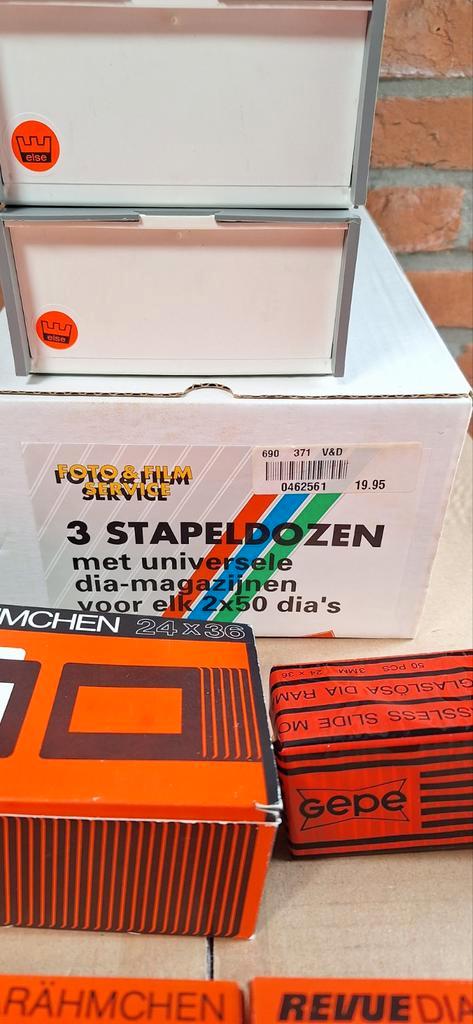 else
else
690 371 V&D
0462561 19.95
FOTO & FILM
SERVICE
3 STAPELDOZEN
met universele
dia-magazijnen
voor elk 2x50 dia's
MCHEN 24x36
50 PCS 3MM 24 x 36
GLASLÖSA DIA RAM
SSLESS SLIDE MO
Gepe
RÄHMCHEN
REVUEDIA